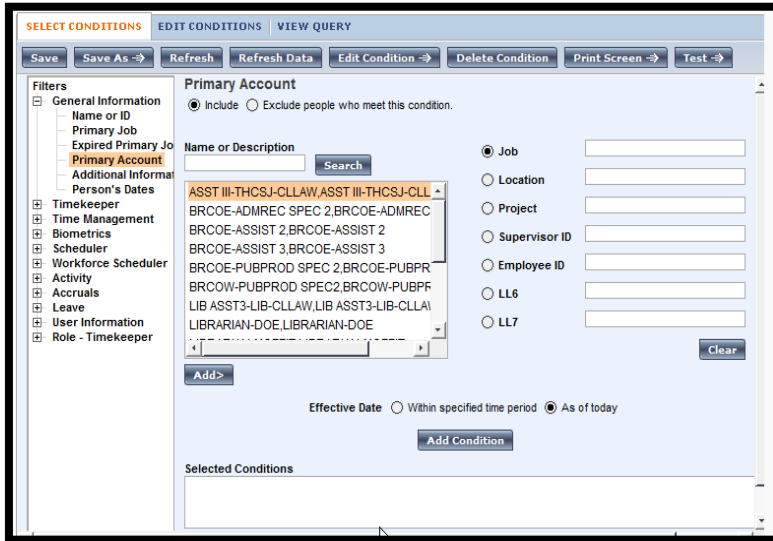 SELECT CONDITIONS EDIT CONDITIONS VIEW QUERY
Save Save As Refresh Refresh Data Edit Condition Delete Condition Print Screen Test
Filters
General Information
Name or ID
Primary Job
Expired Primary Jo
Primary Account
Additional Informat
Person's Dates
Timekeeper
Time Management
Biometrics
Scheduler
Workforce Scheduler
Activity
Accruals
Leave
User Information
Role - Timekeeper
Primary Account
Include Exclude people who meet this condition.
Name or Description
Search
ASST III-THCSJ-CLLAW,ASST III-THCSJ-CLL
BRCOE-ADMREC SPEC 2,BRCOE-ADMREC
BRCOE-ASSIST 2,BRCOE-ASSIST 2
BRCOE-ASSIST 3,BRCOE-ASSIST 3
BRCOE-PUBPROD SPEC 2,BRCOE-PUBPR
BRCOW-PUBPROD SPEC2,BRCOW-PUBPR
LIB ASST3-LIB-CLLAW,LIB ASST3-LIB-CLLA
LIBRARIAN-DOE,LIBRARIAN-DOE
Job
Location
Project
Supervisor ID
Employee ID
LL6
LL7
Clear
Add>
Effective Date Within specified time period As of today
Add Condition
Selected Conditions